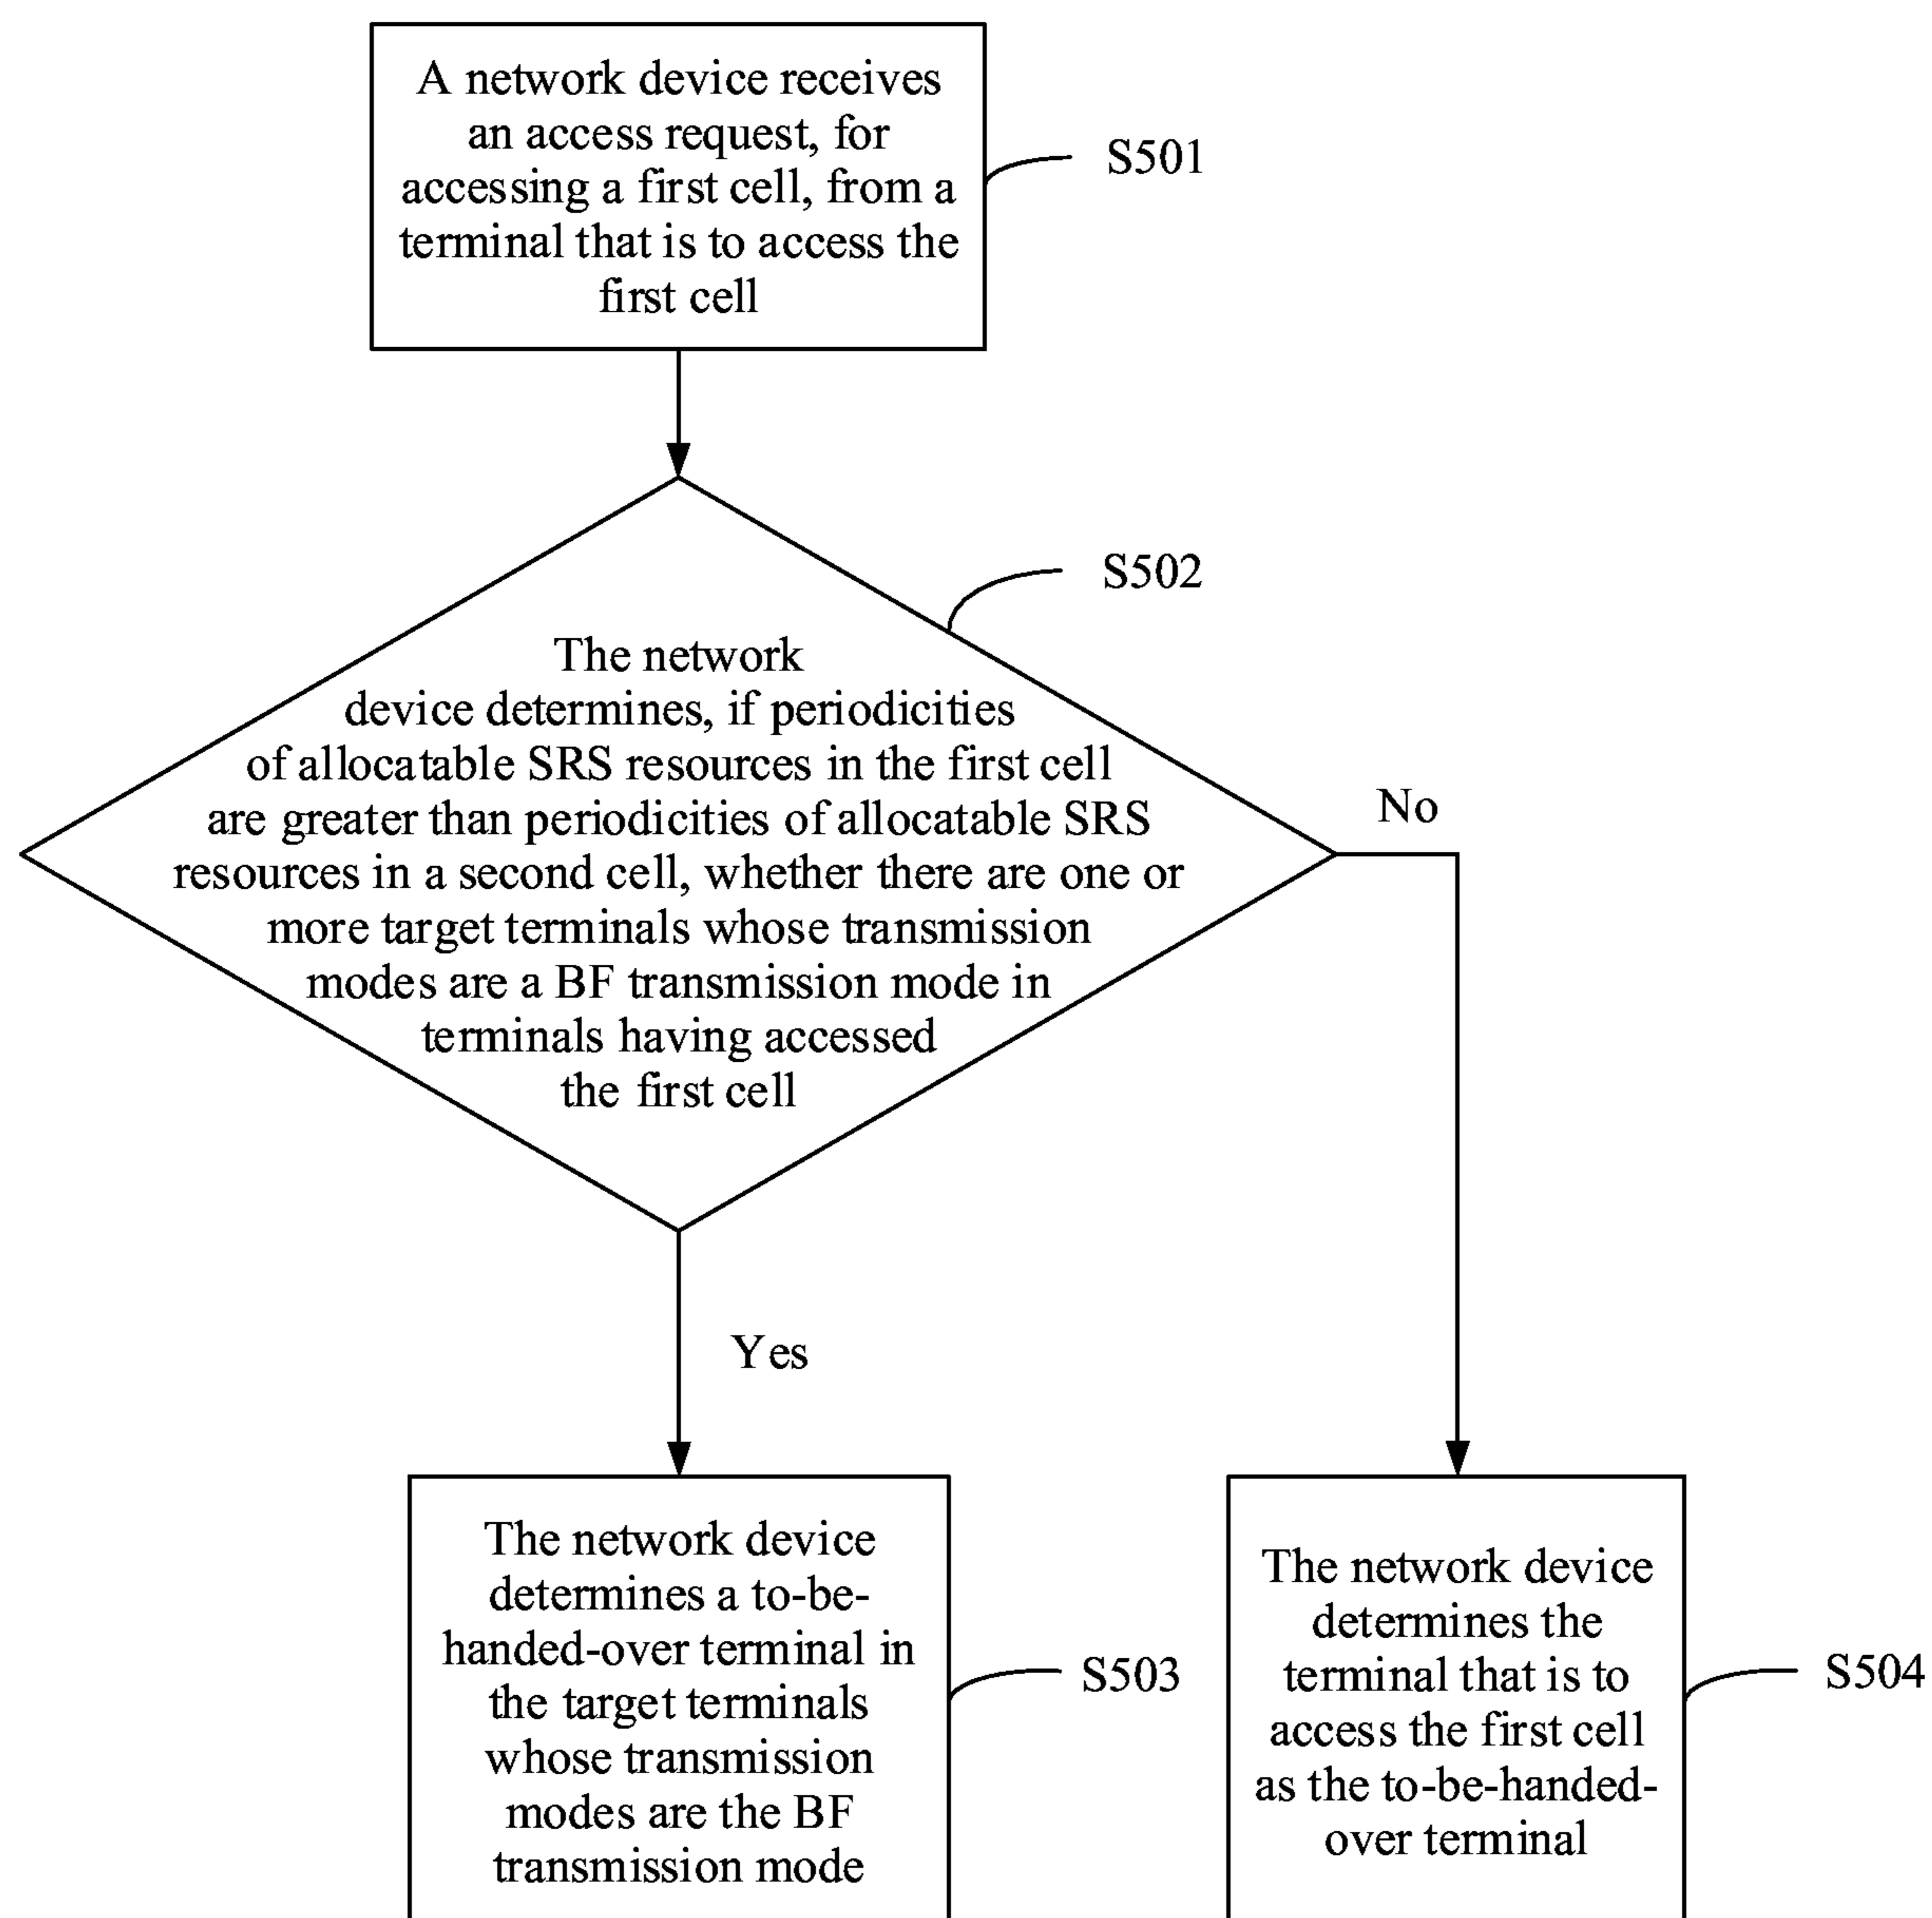 A network device receives
an access request, for
accessing a first cell, from a
terminal that is to access the
first cell
S501
S502
The network
device determines, if periodicities
of allocatable SRS resources in the first cell
are greater than periodicities of allocatable SRS
resources in a second cell, whether there are one or
more target terminals whose transmission
modes are a BF transmission mode in
terminals having accessed
the first cell
No
Yes
The network device
determines a to-be-
handed-over terminal in
the target terminals
whose transmission
modes are the BF
transmission mode
S503
The network device
determines the
terminal that is to
access the first cell
as the to-be-handed-
over terminal
S504